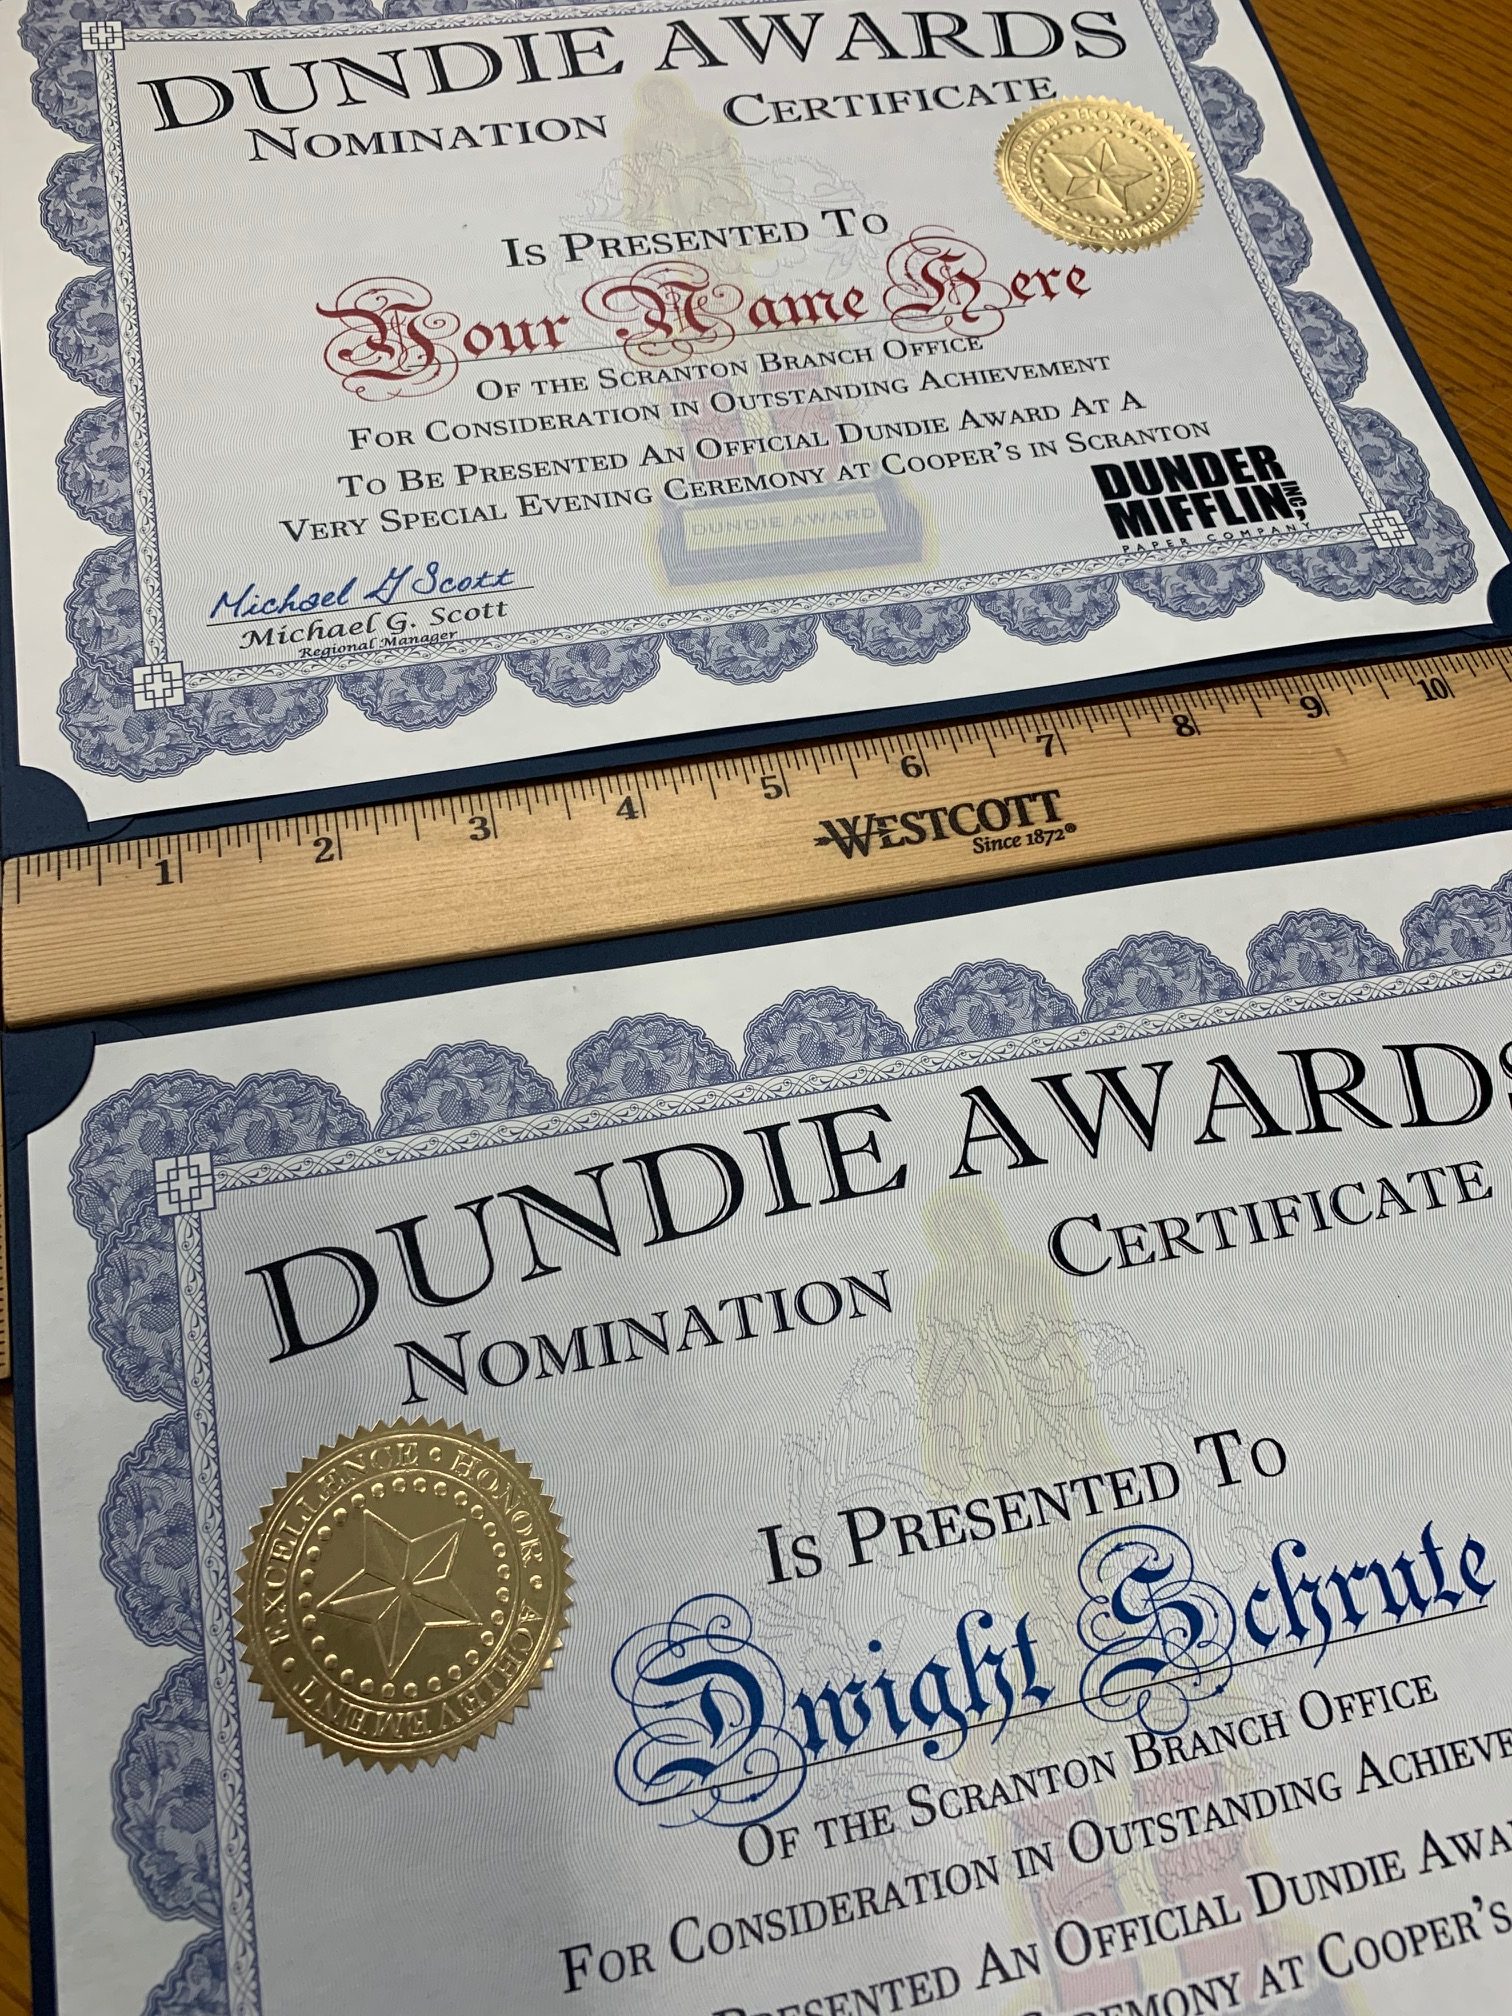 DUNDIE AWARDS
NOMINATION CERTIFICATE
EXCELLENCE • HONOR • ACHIEVEMENT •
IS PRESENTED TO
Your Name Here
OF THE SCRANTON BRANCH OFFICE
FOR CONSIDERATION IN OUTSTANDING ACHIEVEMENT
TO BE PRESENTED AN OFFICIAL DUNDIE AWARD AT A
VERY SPECIAL EVENING CEREMONY AT COOPER'S IN SCRANTON
DUNDIE AWARD
DUNDER
MIFFLIN INC.,
PAPER COMPANY
Michael G Scott
Michael G. Scott
Regional Manager
1 2 3 4 5 6 7 8 9 10
WESTCOTT
Since 1872®
DUNDIE AWARDS
NOMINATION CERTIFICATE
EXCELLENCE • HONOR • ACHIEVEMENT •
IS PRESENTED TO
Dwight Schrute
OF THE SCRANTON BRANCH OFFICE
FOR CONSIDERATION IN OUTSTANDING ACHIEVE
PRESENTED AN OFFICIAL DUNDIE AWA
CEREMONY AT COOPER'S